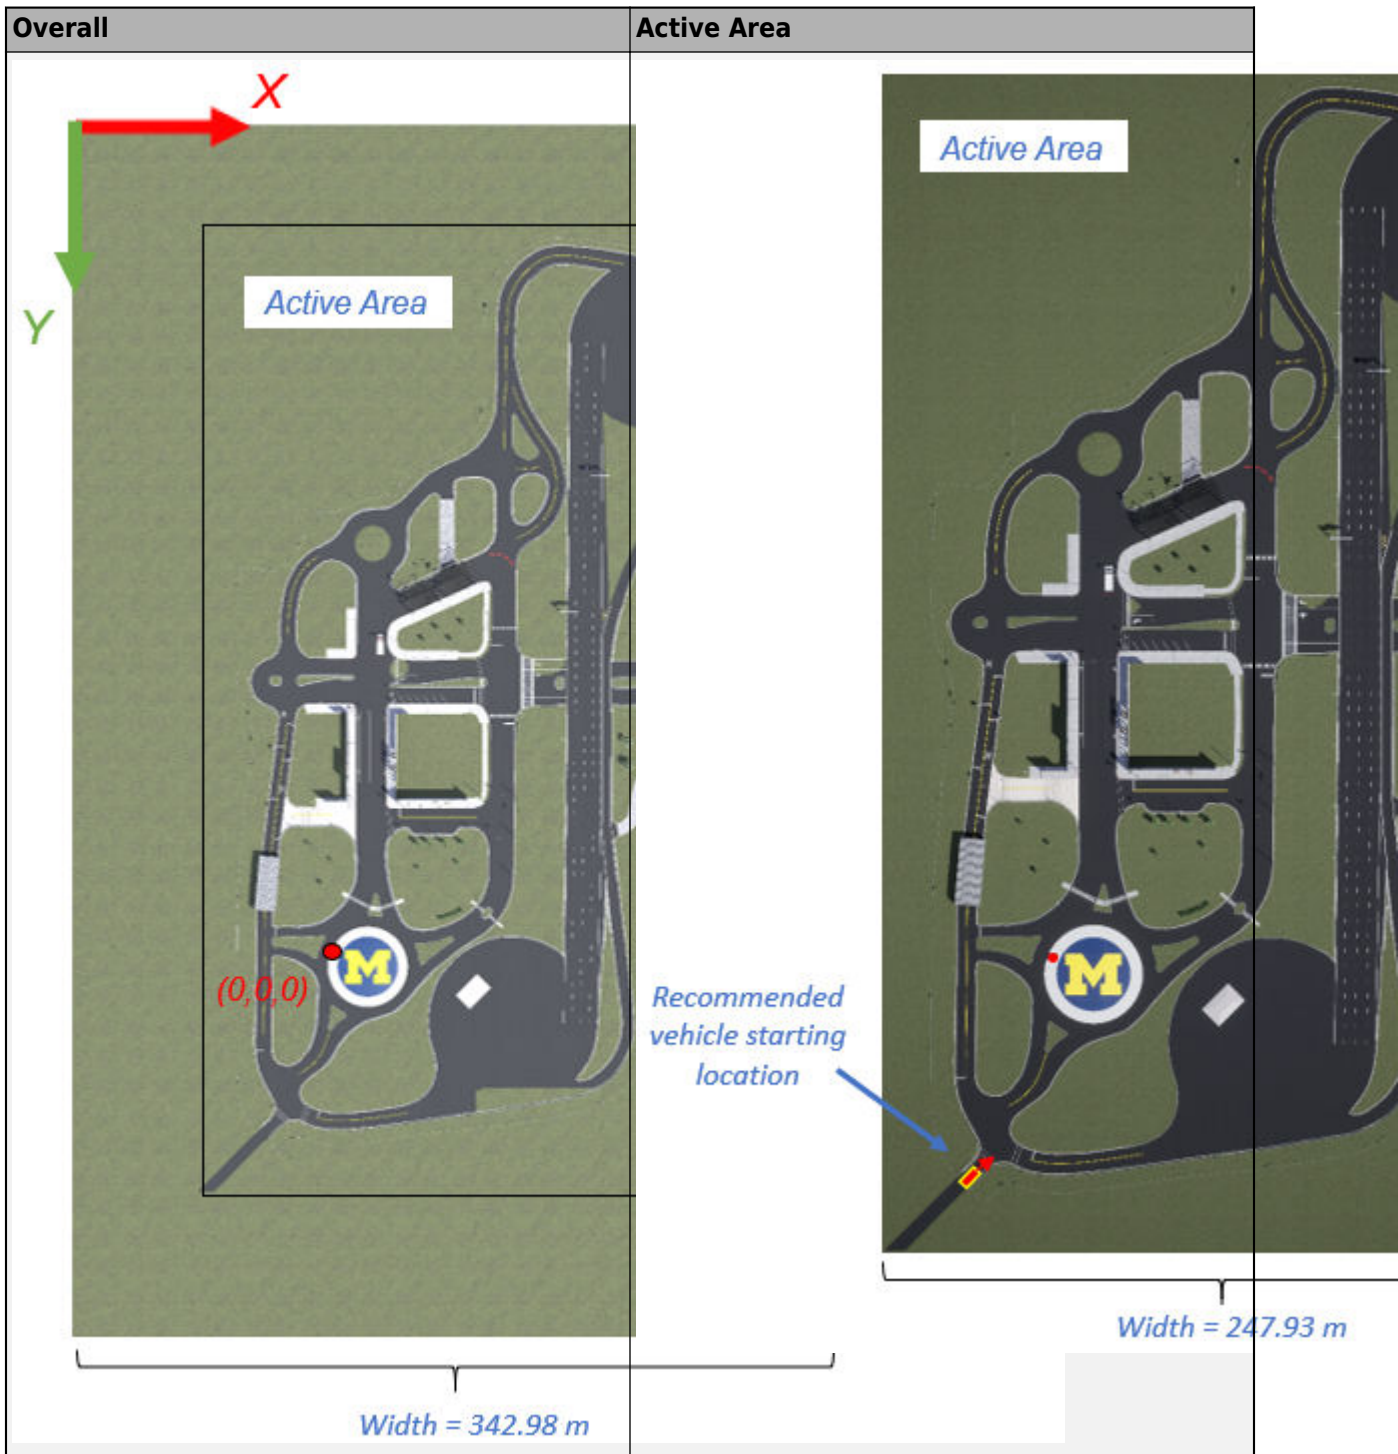 Overall
Active Area
X
Y
Active Area
(0,0,0)
M
Width = 342.98 m
Active Area
M
Recommended
vehicle starting
location
Width = 247.93 m